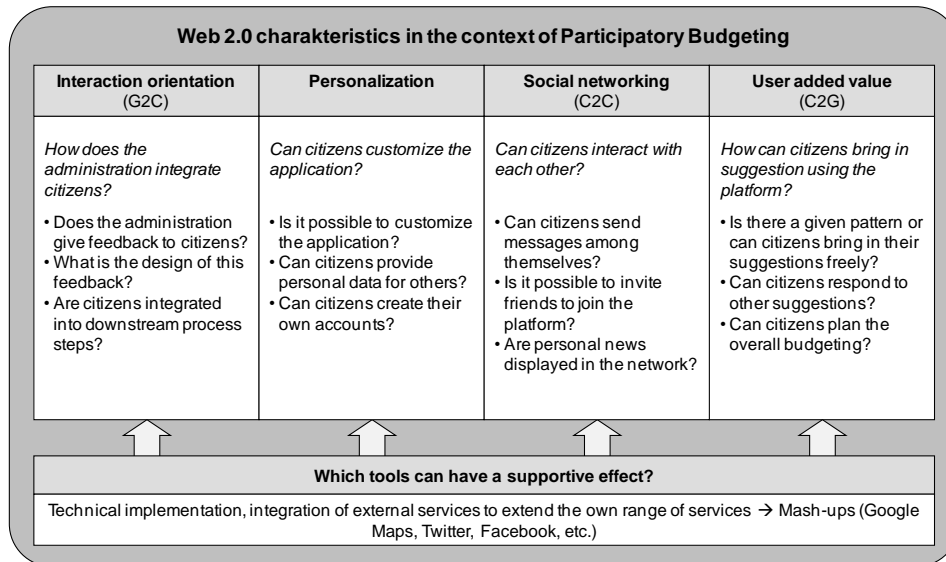 Web 2.0 charakteristics in the context of Participatory Budgeting
Interaction orientation
(G2C)
How does the
administration integrate
citizens?
• Does the administration
give feedback to citizens?
• What is the design of this
feedback?
• Are citizens integrated
into downstream process
steps?
Personalization
Can citizens customize the
application?
• Is it possible to customize
the application?
• Can citizens provide
personal data for others?
• Can citizens create their
own accounts?
Social networking
(C2C)
Can citizens interact with
each other?
• Can citizens send
messages among
themselves?
• Is it possible to invite
friends to join the
platform?
• Are personal news
displayed in the network?
User added value
(C2G)
How can citizens bring in
suggestion using the
platform?
• Is there a given pattern or
can citizens bring in their
suggestions freely?
• Can citizens respond to
other suggestions?
• Can citizens plan the
overall budgeting?
Which tools can have a supportive effect?
Technical implementation, integration of external services to extend the own range of services → Mash-ups (Google
Maps, Twitter, Facebook, etc.)